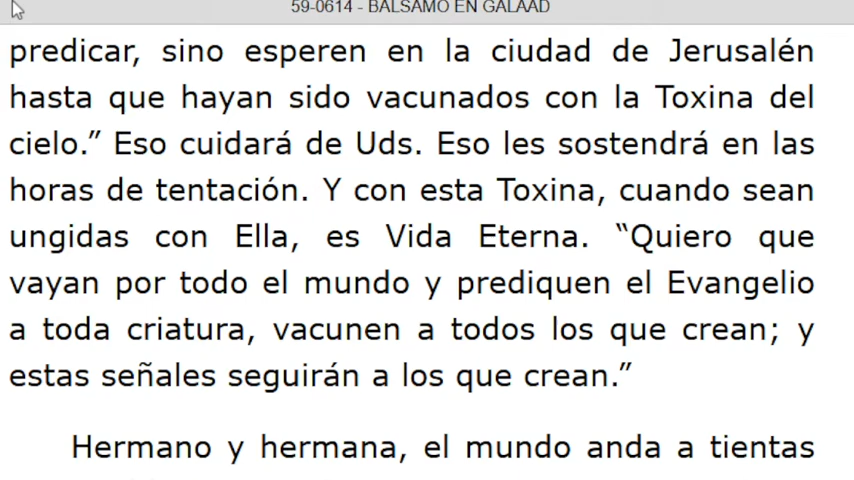 59-0614 - BALSAMO EN GALAAD
predicar, sino esperen en la ciudad de Jerusalén
hasta que hayan sido vacunados con la Toxina del
cielo.” Eso cuidará de Uds. Eso les sostendrá en las
horas de tentación. Y con esta Toxina, cuando sean
ungidas con Ella, es Vida Eterna. “Quiero que
vayan por todo el mundo y prediquen el Evangelio
a toda criatura, vacunen a todos los que crean; y
estas señales seguirán a los que crean.”
Hermano y hermana, el mundo anda a tientas